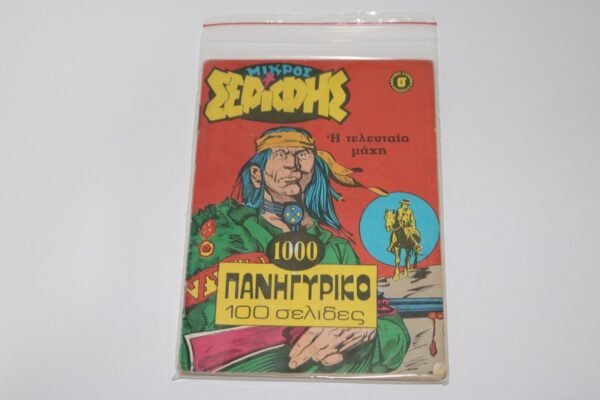 ΜΙΚΡΟΣ
ΣΕΡΙΦΗΣ
Ἡ τελευταία
μάχη
1000
ΠΑΝΗΓΥΡΙΚΟ
100 σελίδες